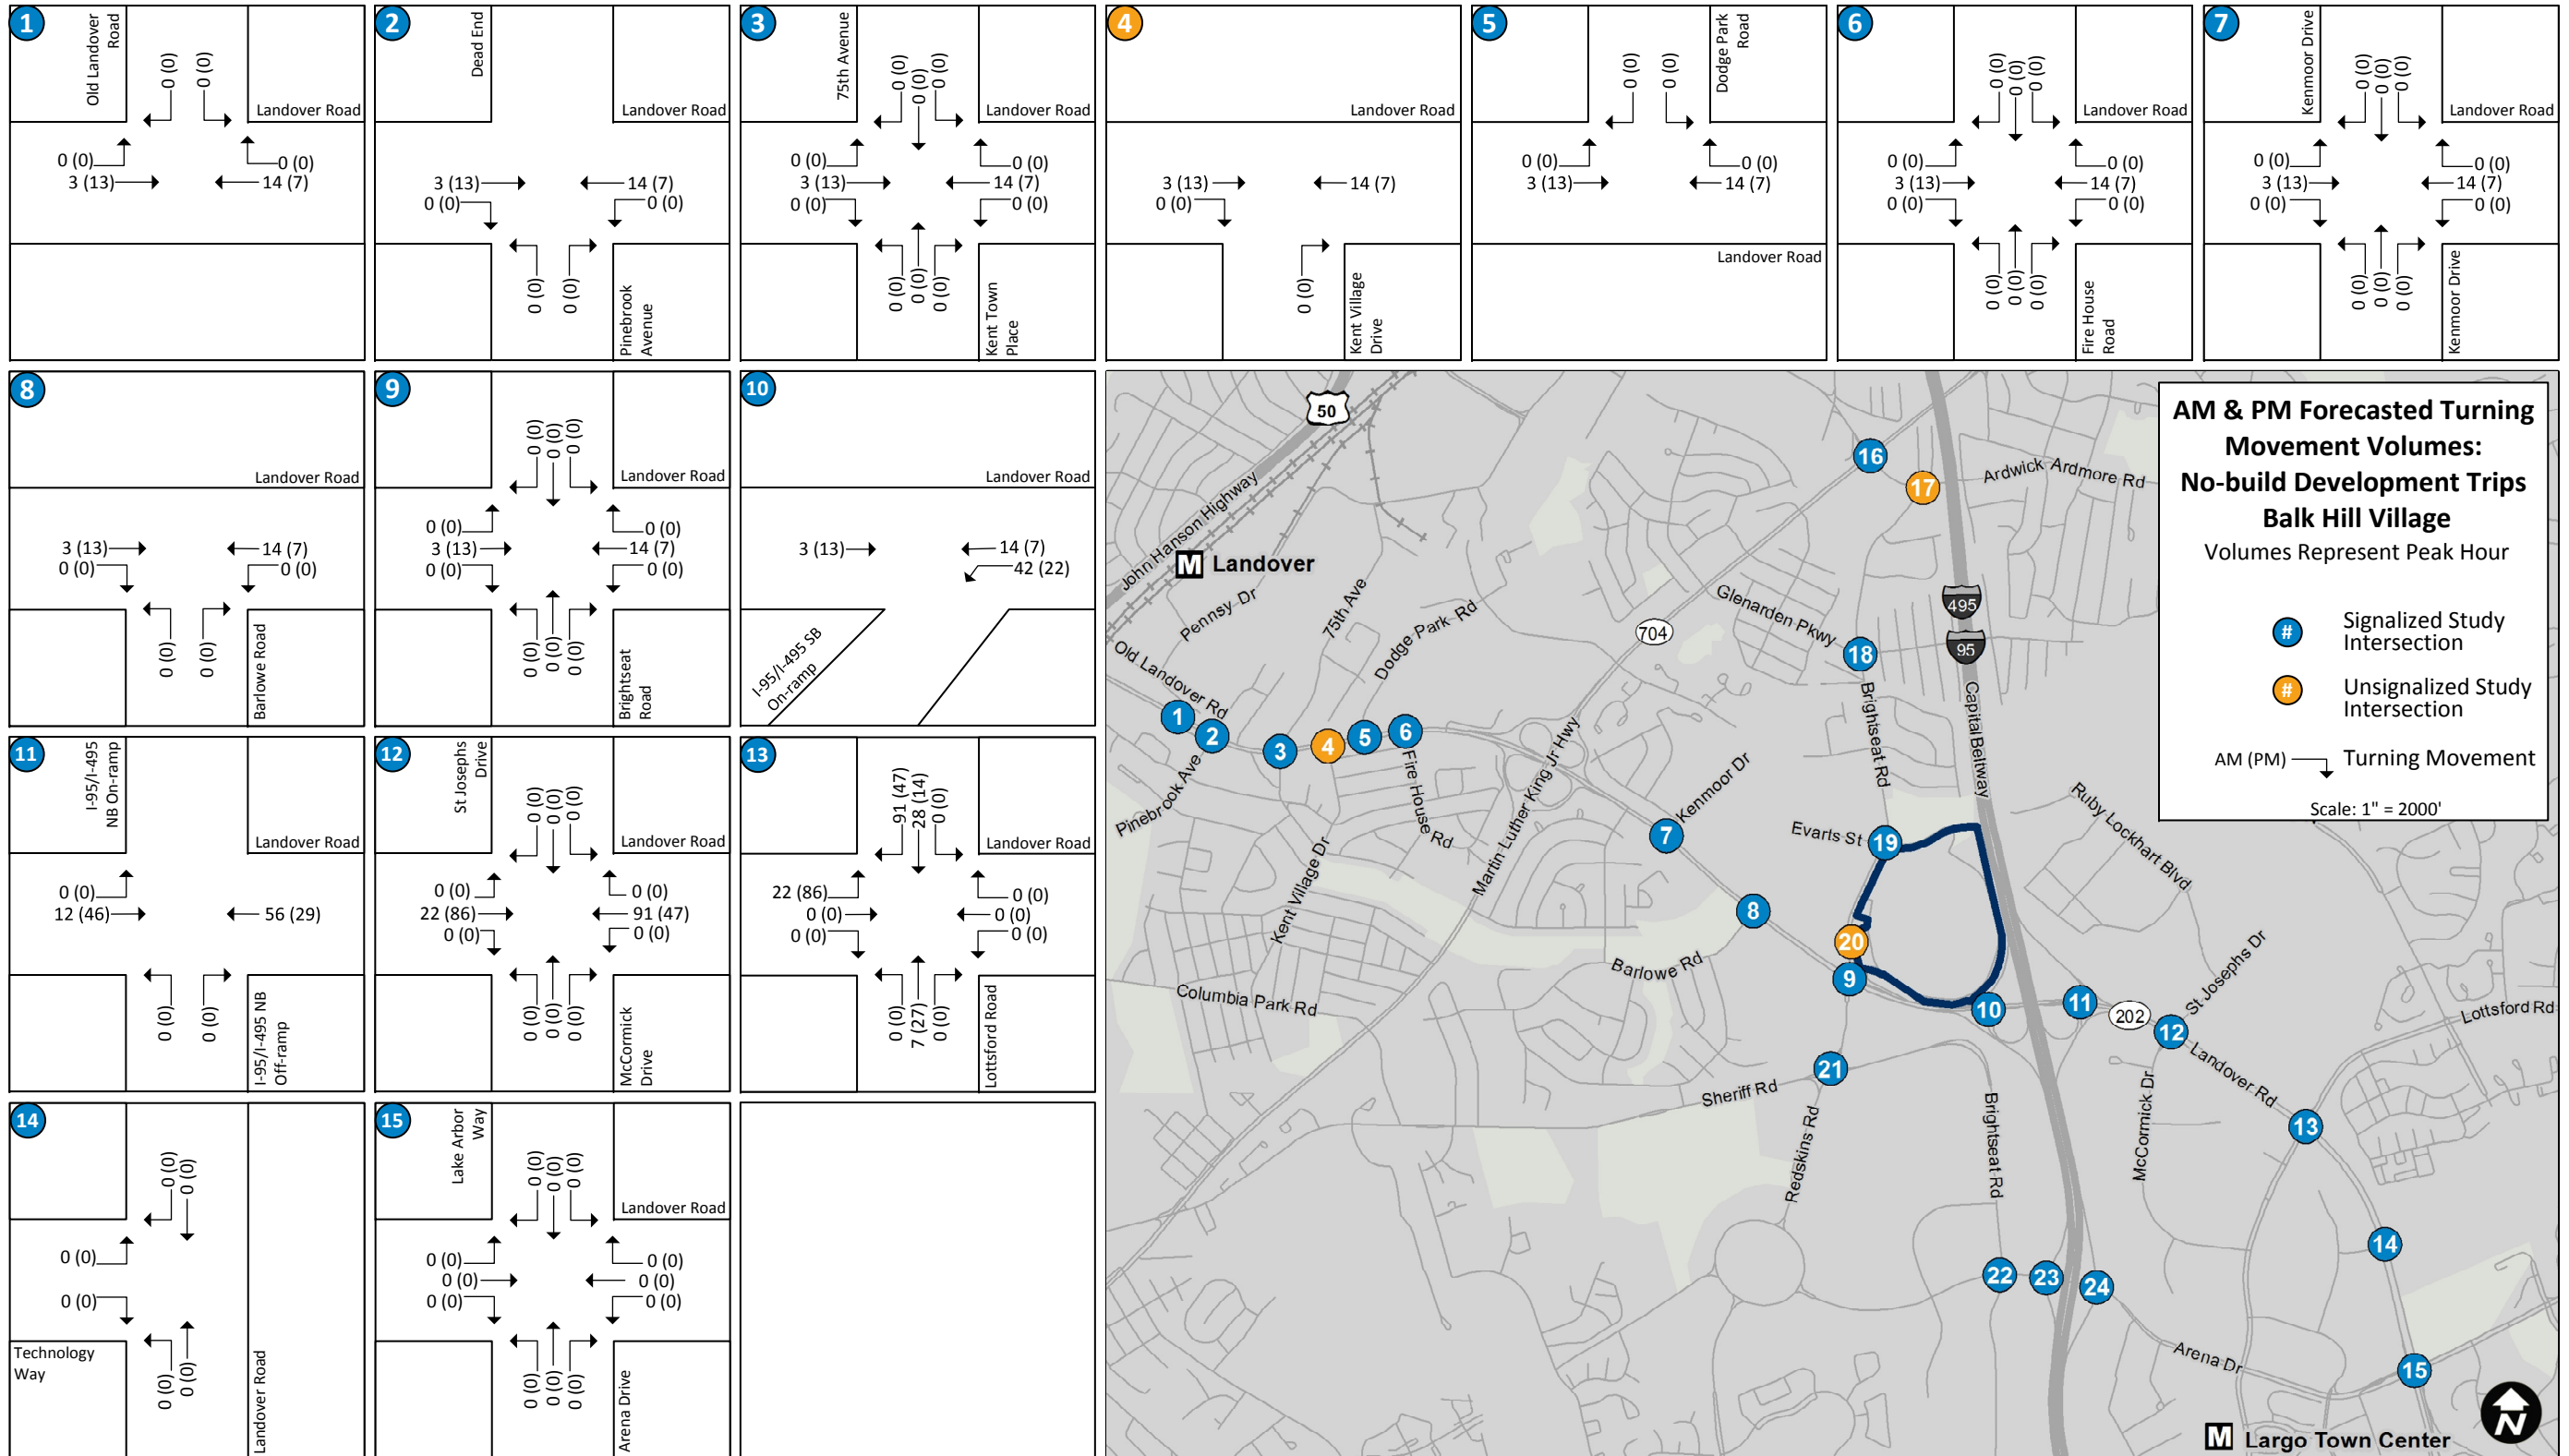 1
Old Landover
Road
0 (0)
0 (0)
Landover Road
0 (0)
0 (0)
3 (13)
14 (7)
2
Dead End
Landover Road
3 (13)
14 (7)
0 (0)
0 (0)
0 (0)
0 (0)
Pinebrook
Avenue
3
75th Avenue
0 (0)
0 (0)
0 (0)
Landover Road
0 (0)
0 (0)
3 (13)
14 (7)
0 (0)
0 (0)
0 (0)
0 (0)
0 (0)
Kent Town
Place
4
Landover Road
3 (13)
14 (7)
0 (0)
0 (0)
Kent Village
Drive
5
0 (0)
0 (0)
Dodge Park
Road
0 (0)
0 (0)
3 (13)
14 (7)
Landover Road
6
0 (0)
0 (0)
0 (0)
Landover Road
0 (0)
0 (0)
3 (13)
14 (7)
0 (0)
0 (0)
0 (0)
0 (0)
0 (0)
Fire House
Road
7
Kenmoor Drive
0 (0)
0 (0)
0 (0)
Landover Road
0 (0)
0 (0)
3 (13)
14 (7)
0 (0)
0 (0)
0 (0)
0 (0)
0 (0)
Kenmoor Drive
8
Landover Road
3 (13)
14 (7)
0 (0)
0 (0)
0 (0)
0 (0)
Barlowe Road
9
0 (0)
0 (0)
0 (0)
Landover Road
0 (0)
0 (0)
3 (13)
14 (7)
0 (0)
0 (0)
0 (0)
0 (0)
0 (0)
Brightseat
Road
10
Landover Road
3 (13)
14 (7)
42 (22)
I-95/I-495 SB
On-ramp
11
I-95/I-495
NB On-ramp
Landover Road
0 (0)
12 (46)
56 (29)
0 (0)
0 (0)
I-95/I-495 NB
Off-ramp
12
St Josephs
Drive
0 (0)
0 (0)
0 (0)
Landover Road
0 (0)
0 (0)
22 (86)
91 (47)
0 (0)
0 (0)
0 (0)
0 (0)
0 (0)
McCormick
Drive
13
91 (47)
28 (14)
0 (0)
Landover Road
22 (86)
0 (0)
0 (0)
0 (0)
0 (0)
0 (0)
0 (0)
7 (27)
0 (0)
Lottsford Road
14
0 (0)
0 (0)
0 (0)
0 (0)
Technology
Way
0 (0)
0 (0)
Landover Road
15
Lake Arbor
Way
0 (0)
0 (0)
0 (0)
Landover Road
0 (0)
0 (0)
0 (0)
0 (0)
0 (0)
0 (0)
0 (0)
0 (0)
0 (0)
Arena Drive
AM & PM Forecasted Turning
Movement Volumes:
No-build Development Trips
Balk Hill Village
Volumes Represent Peak Hour
# Signalized Study
Intersection
# Unsignalized Study
Intersection
AM (PM) Turning Movement
Scale: 1" = 2000'
50
John Hanson Highway
M Landover
Pennsy Dr
75th Ave
Dodge Park Rd
Old Landover Rd
1
2
3
4
5
6
Pinebrook Ave
Kent Village Dr
Fire House Rd
Martin Luther King Jr Hwy
704
16
17
Ardwick Ardmore Rd
Glenarden Pkwy
18
495
95
Brightseat Rd
Capital Beltway
Kenmoor Dr
7
Evarts St
19
Ruby Lockhart Blvd
8
20
9
Barlowe Rd
Columbia Park Rd
10
11
202
12
St Josephs Dr
Lottsford Rd
Landover Rd
McCormick Dr
21
Sheriff Rd
Redskins Rd
Brightseat Rd
13
14
22
23
24
Arena Dr
15
M Largo Town Center
N